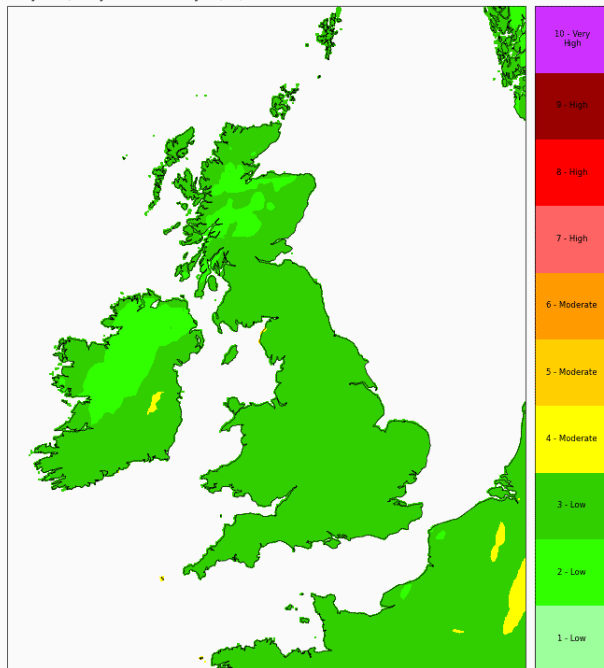 10 - Very
High
9 - High
8 - High
7 - High
6 - Moderate
5 - Moderate
4 - Moderate
3 - Low
2 - Low
1 - Low